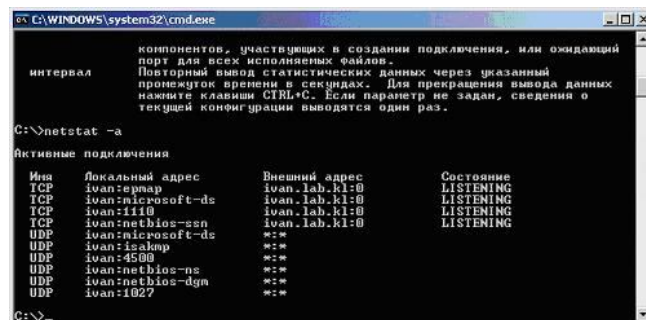 C:\WINDOWS\system32\cmd.exe
компонентов, участвующих в создании подключения, или ожидающий
порт для всех исполняемых файлов.
интервал Повторный вывод статистических данных через указанный
промежуток времени в секундах. Для прекращения вывода данных
нажмите клавиши CTRL+C. Если параметр не задан, сведения о
текущей конфигурации выводятся один раз.
C:\>netstat -a
Активные подключения
Имя Локальный адрес Внешний адрес Состояние
TCP ivan:epmap ivan.lab.kl:0 LISTENING
TCP ivan:microsoft-ds ivan.lab.kl:0 LISTENING
TCP ivan:1110 ivan.lab.kl:0 LISTENING
TCP ivan:netbios-ssn ivan.lab.kl:0 LISTENING
UDP ivan:microsoft-ds *:*
UDP ivan:isakmp *:*
UDP ivan:4500 *:*
UDP ivan:netbios-ns *:*
UDP ivan:netbios-dgm *:*
UDP ivan:1027 *:*
C:\>_